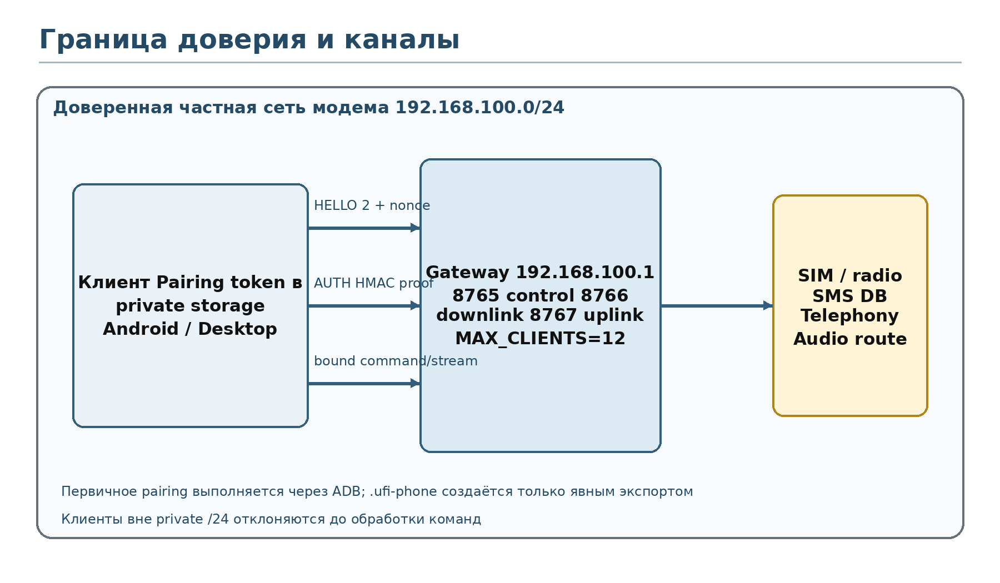 Граница доверия и каналы
Доверенная частная сеть модема 192.168.100.0/24
Клиент Pairing token в
private storage
Android / Desktop
HELLO 2 + nonce
AUTH HMAC proof
bound command/stream
Gateway 192.168.100.1
8765 control 8766
downlink 8767 uplink
MAX_CLIENTS=12
SIM / radio
SMS DB
Telephony
Audio route
Первичное pairing выполняется через ADB; .ufi-phone создаётся только явным экспортом
Клиенты вне private /24 отклоняются до обработки команд